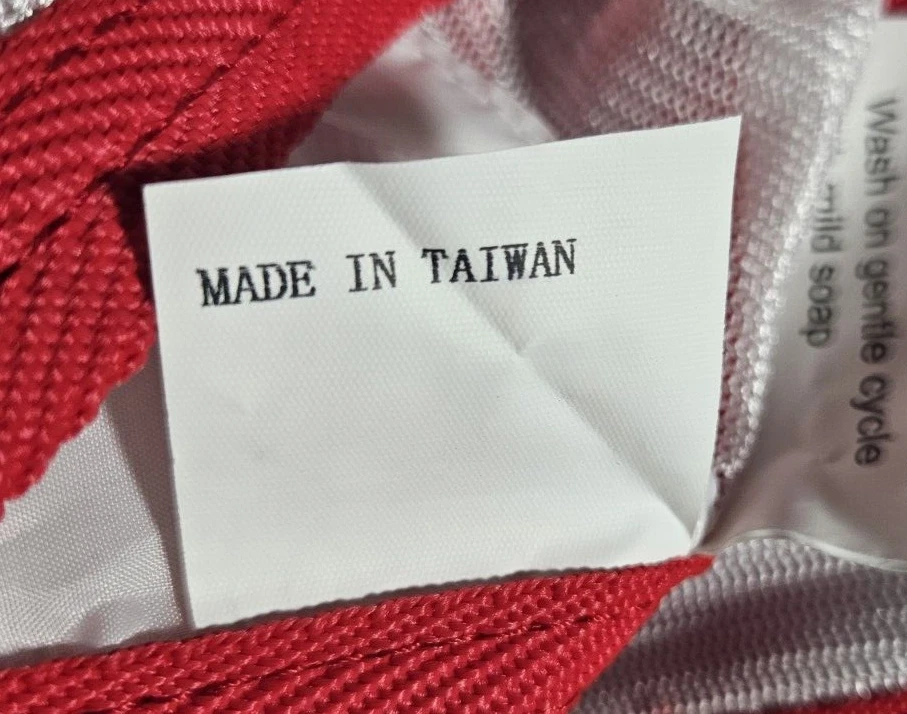 MADE IN TAIWAN
Wash on gentle cycle
mild soap